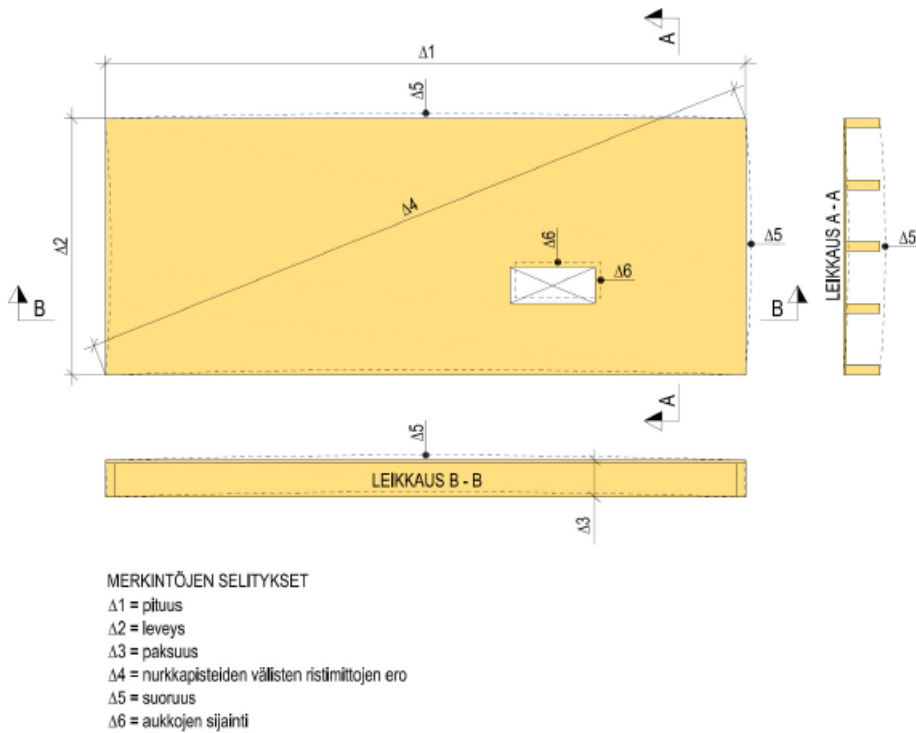 A
Δ1
Δ5
Δ4
Δ2
Δ6
Δ6
Δ5
B
B
LEIKKAUS A - A
Δ5
A
Δ5
LEIKKAUS B - B
Δ3
MERKINTÖJEN SELITYKSET
Δ1 = pituus
Δ2 = leveys
Δ3 = paksuus
Δ4 = nurkkapisteiden välisten ristimittojen ero
Δ5 = suoruus
Δ6 = aukkojen sijainti